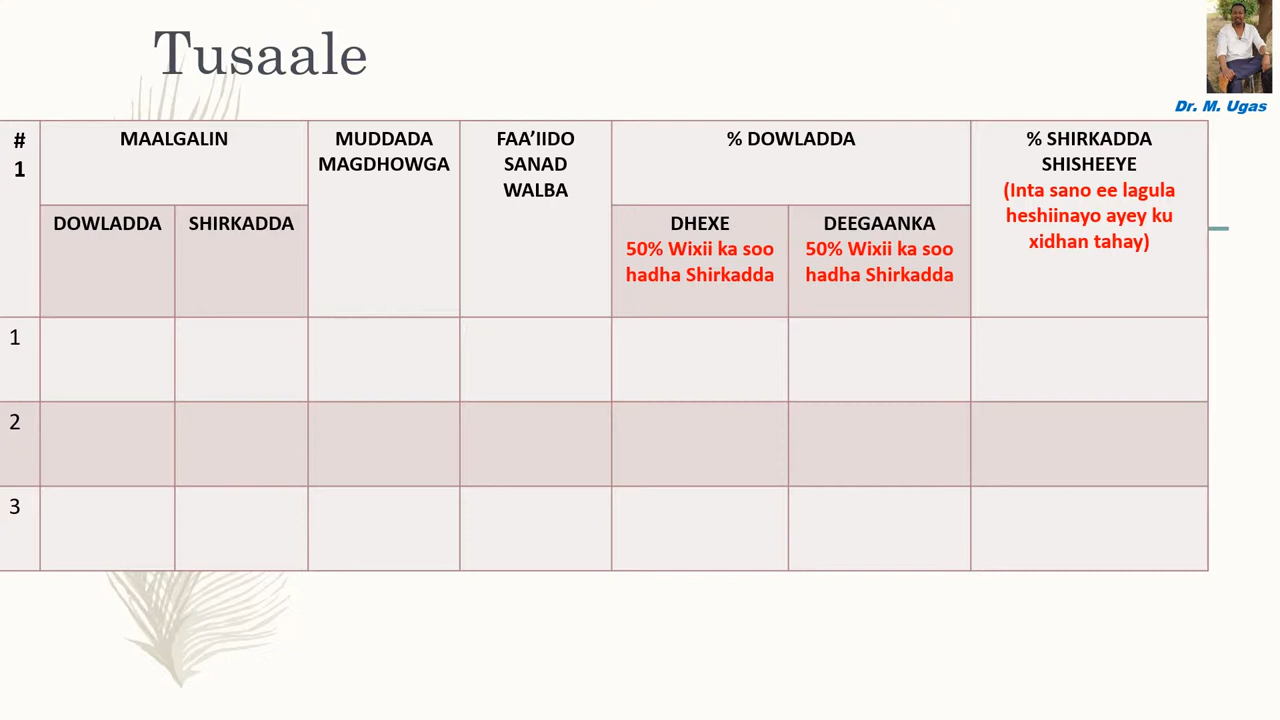 Tusaale
Dr. M. Ugas
#
1
MAALGALIN
MUDDADA
MAGDHOWGA
FAA’IIDO
SANAD
WALBA
% DOWLADDA
% SHIRKADDA
SHISHEEYE
(Inta sano ee lagula
heshiinayo ayey ku
xidhan tahay)
DOWLADDA
SHIRKADDA
DHEXE
50% Wixii ka soo
hadha Shirkadda
DEEGAANKA
50% Wixii ka soo
hadha Shirkadda
1
2
3